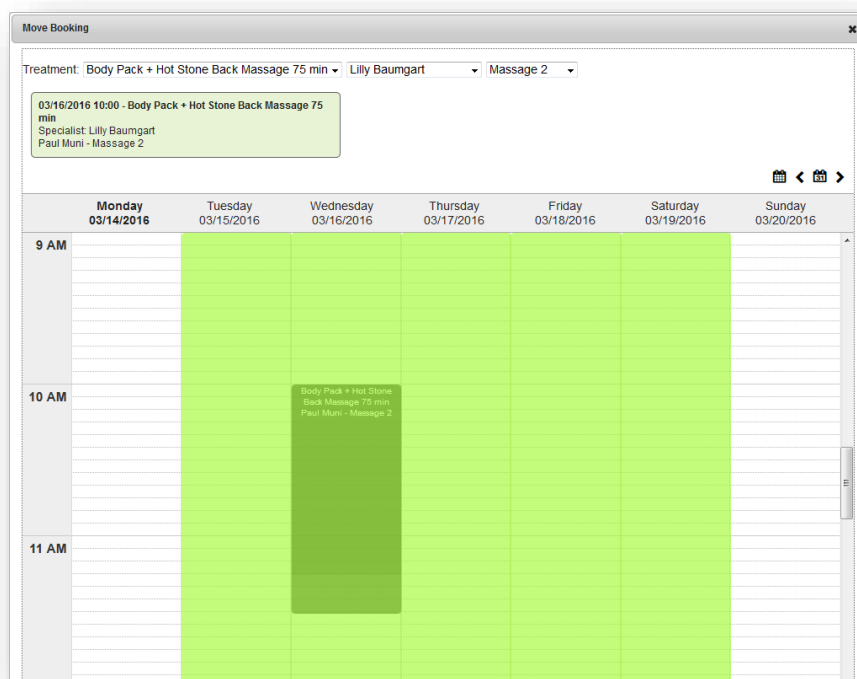 Move Booking
Treatment: Body Pack + Hot Stone Back Massage 75 min Lilly Baumgart Massage 2
03/16/2016 10:00 - Body Pack + Hot Stone Back Massage 75
min
Specialist: Lilly Baumgart
Paul Muni - Massage 2
31
Monday Tuesday Wednesday Thursday Friday Saturday Sunday
03/14/2016 03/15/2016 03/16/2016 03/17/2016 03/18/2016 03/19/2016 03/20/2016
9 AM
10 AM
Body Pack + Hot Stone
Back Massage 75 min
Paul Muni - Massage 2
11 AM